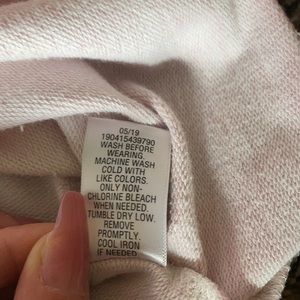 05/19
190415439790
WASH BEFORE
WEARING.
MACHINE WASH
COLD WITH
LIKE COLORS.
ONLY NON-
CHLORINE BLEACH
WHEN NEEDED.
TUMBLE DRY LOW.
REMOVE
PROMPTLY.
COOL IRON
IF NEEDED.